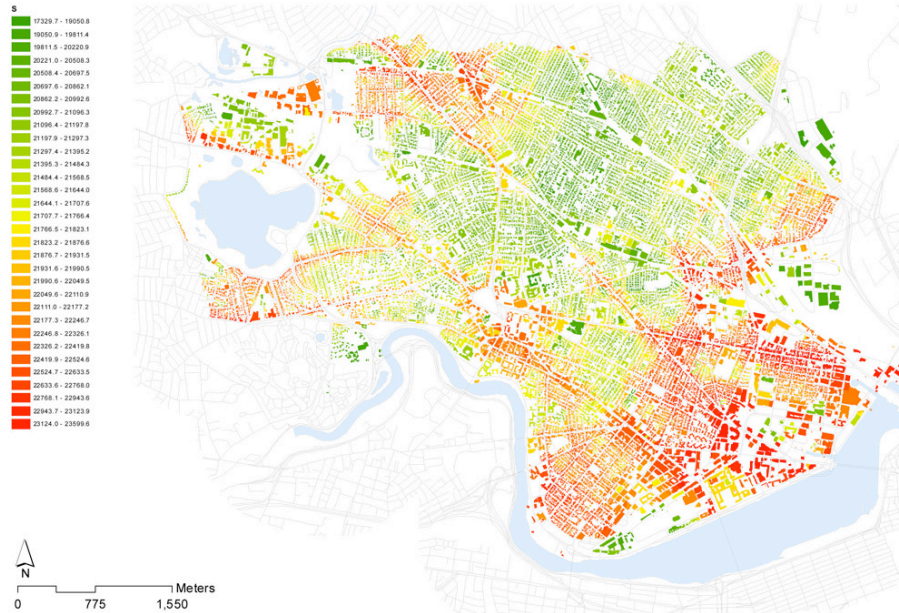 S
17329.7 - 19050.8
19050.9 - 19811.4
19811.5 - 20220.9
20221.0 - 20508.3
20508.4 - 20697.5
20697.6 - 20862.1
20862.2 - 20992.6
20992.7 - 21096.3
21096.4 - 21197.8
21197.9 - 21297.3
21297.4 - 21395.2
21395.3 - 21484.3
21484.4 - 21568.5
21568.6 - 21644.0
21644.1 - 21707.6
21707.7 - 21766.4
21766.5 - 21823.1
21823.2 - 21876.6
21876.7 - 21931.5
21931.6 - 21990.5
21990.6 - 22049.5
22049.6 - 22110.9
22111.0 - 22177.2
22177.3 - 22246.7
22246.8 - 22326.1
22326.2 - 22419.8
22419.9 - 22524.6
22524.7 - 22633.5
22633.6 - 22768.0
22768.1 - 22943.6
22943.7 - 23123.9
23124.0 - 23599.6
N
Meters
0 775 1,550